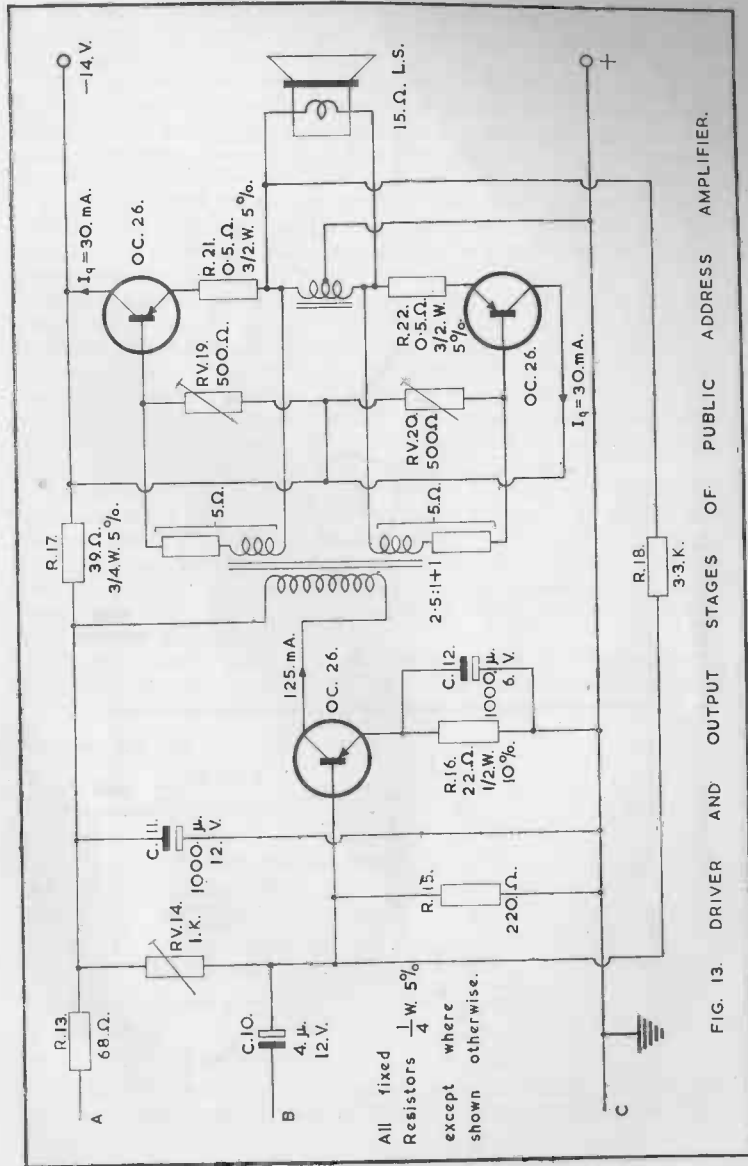 R.13.
68.Ω.
A
RV.14.
1.K.
C.11.
1000.μ.
12. V.
R.17.
39.Ω.
3/4.W. 5%.
-14.V.
Iq=30.mA.
OC. 26.
R.21.
0·5.Ω.
3/2.W. 5%.
15.Ω. L.S.
RV.19.
500.Ω.
5.Ω.
125.mA.
OC. 26.
2·5:1+1
5.Ω.
RV.20.
500Ω
R.22.
0·5.Ω.
3/2.W.
5%.
OC. 26.
Iq=30.mA.
C.10.
4.μ.
12.V.
B
R.15.
220.Ω.
R.16.
22.Ω
1/2.W.
10%.
C.12.
1000.μ
6. V.
All fixed
Resistors 1/4 W. 5%
except where
shown otherwise.
C
+
R.18.
3·3.K.
FIG. 13. DRIVER AND OUTPUT STAGES OF PUBLIC ADDRESS AMPLIFIER.